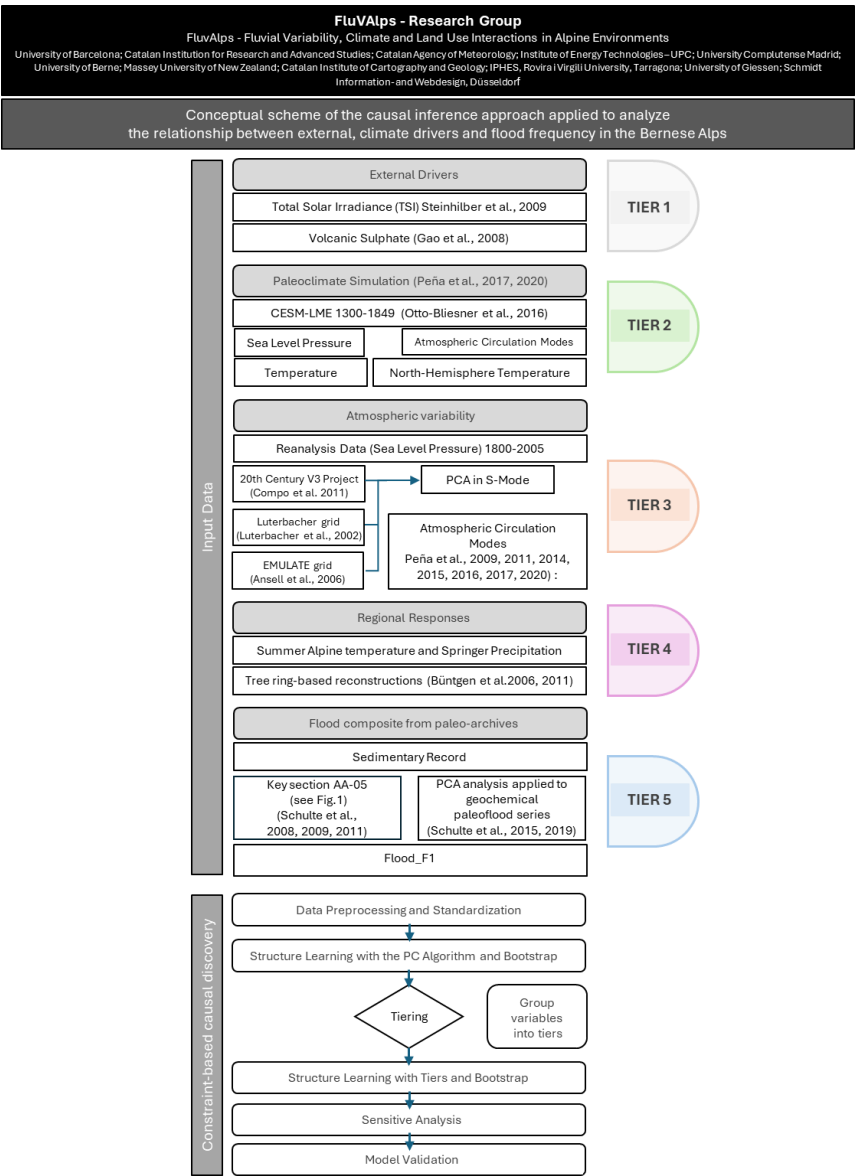 FluVAlps - Research Group
FluvAlps - Fluvial Variability, Climate and Land Use Interactions in Alpine Environments
University of Barcelona; Catalan Institution for Research and Advanced Studies; Catalan Agency of Meteorology; Institute of Energy Technologies – UPC; University Complutense Madrid;
University of Berne; Massey University of New Zealand; Catalan Institute of Cartography and Geology; IPHES, Rovira i Virgili University, Tarragona; University of Giessen; Schmidt
Information- and Webdesign, Düsseldorf
Conceptual scheme of the causal inference approach applied to analyze
the relationship between external, climate drivers and flood frequency in the Bernese Alps
Input Data
External Drivers
Total Solar Irradiance (TSI) Steinhilber et al., 2009
Volcanic Sulphate (Gao et al., 2008)
TIER 1
Paleoclimate Simulation (Peña et al., 2017, 2020)
CESM-LME 1300-1849 (Otto-Bliesner et al., 2016)
Sea Level Pressure
Atmospheric Circulation Modes
Temperature
North-Hemisphere Temperature
TIER 2
Atmospheric variability
Reanalysis Data (Sea Level Pressure) 1800-2005
20th Century V3 Project
(Compo et al. 2011)
PCA in S-Mode
Luterbacher grid
(Luterbacher et al., 2002)
EMULATE grid
(Ansell et al., 2006)
Atmospheric Circulation
Modes
Peña et al., 2009, 2011, 2014,
2015, 2016, 2017, 2020) :
TIER 3
Regional Responses
Summer Alpine temperature and Springer Precipitation
Tree ring-based reconstructions (Büntgen et al.2006, 2011)
TIER 4
Flood composite from paleo-archives
Sedimentary Record
Key section AA-05
(see Fig.1)
(Schulte et al.,
2008, 2009, 2011)
PCA analysis applied to
geochemical
paleoflood series
(Schulte et al., 2015, 2019)
Flood_F1
TIER 5
Constraint-based causal discovery
Data Preprocessing and Standardization
Structure Learning with the PC Algorithm and Bootstrap
Tiering
Group
variables
into tiers
Structure Learning with Tiers and Bootstrap
Sensitive Analysis
Model Validation